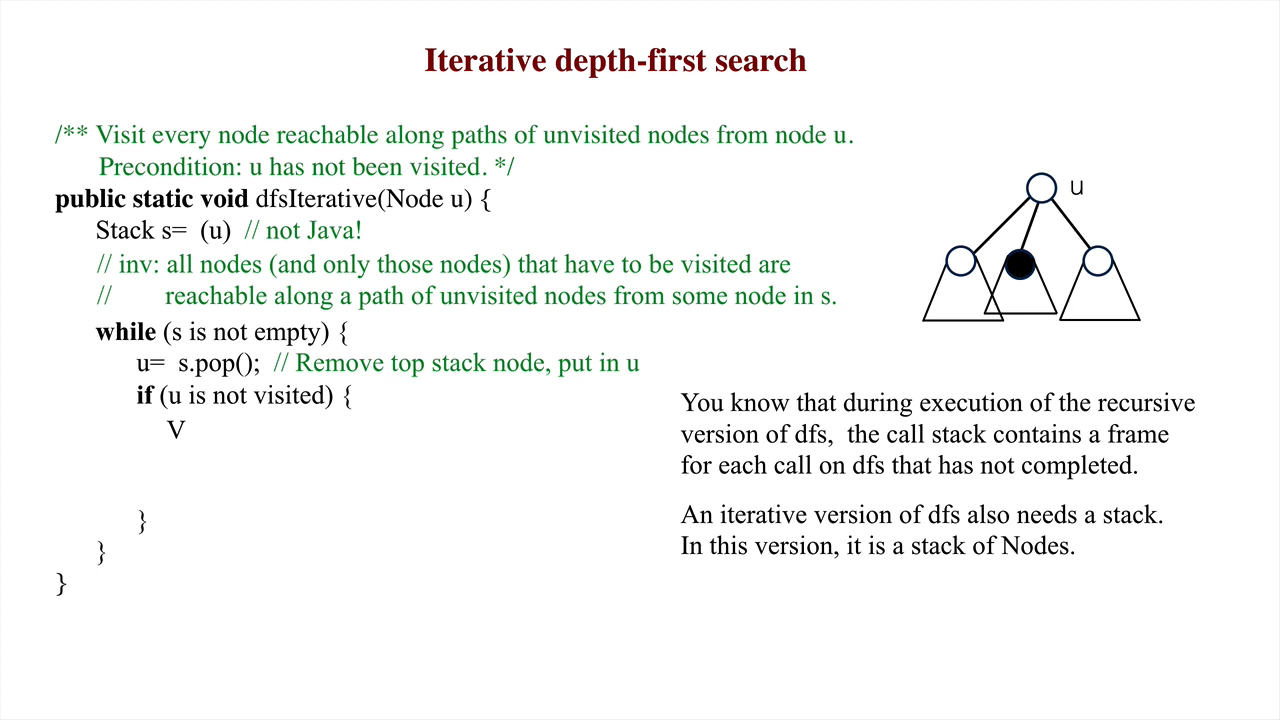 Iterative depth-first search
/** Visit every node reachable along paths of unvisited nodes from node u.
Precondition: u has not been visited. */
public static void dfsIterative(Node u) {
Stack s= (u) // not Java!
// inv: all nodes (and only those nodes) that have to be visited are
// reachable along a path of unvisited nodes from some node in s.
while (s is not empty) {
u= s.pop(); // Remove top stack node, put in u
if (u is not visited) {
V
}
}
}
u
You know that during execution of the recursive
version of dfs, the call stack contains a frame
for each call on dfs that has not completed.
An iterative version of dfs also needs a stack.
In this version, it is a stack of Nodes.